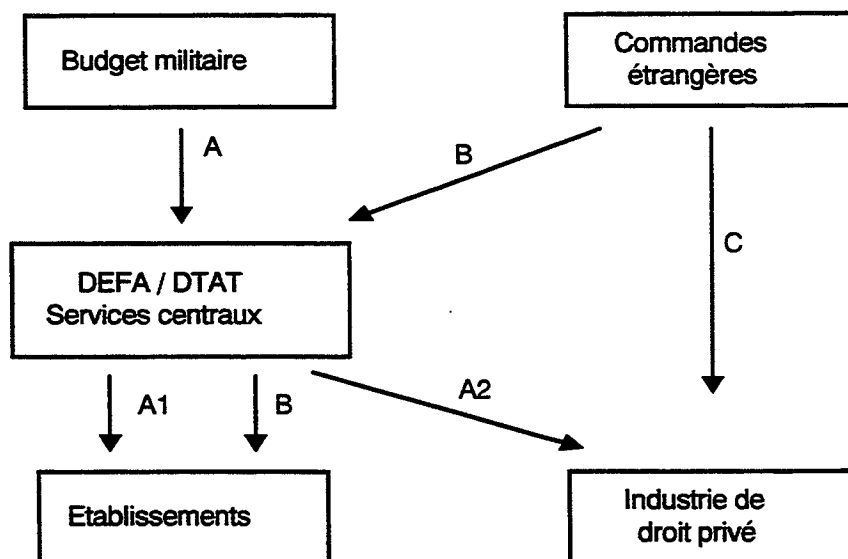 Budget militaire
Commandes
étrangères
A
B
C
DEFA / DTAT
Services centraux
A1
B
A2
Etablissements
Industrie de
droit privé